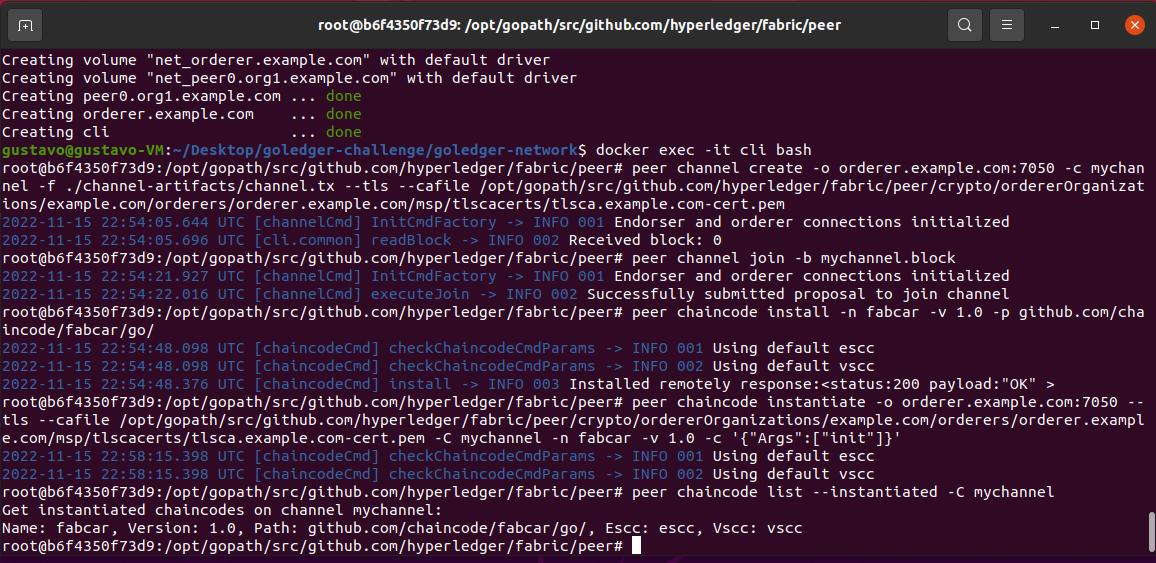 root@b6f4350f73d9: /opt/gopath/src/github.com/hyperledger/fabric/peer
Creating volume "net_orderer.example.com" with default driver
Creating volume "net_peer0.org1.example.com" with default driver
Creating peer0.org1.example.com ... done
Creating orderer.example.com    ... done
Creating cli                    ... done
gustavo@gustavo-VM:~/Desktop/goledger-challenge/goledger-network$ docker exec -it cli bash
root@b6f4350f73d9:/opt/gopath/src/github.com/hyperledger/fabric/peer# peer channel create -o orderer.example.com:7050 -c mychan
nel -f ./channel-artifacts/channel.tx --tls --cafile /opt/gopath/src/github.com/hyperledger/fabric/peer/crypto/ordererOrganizat
ions/example.com/orderers/orderer.example.com/msp/tlscacerts/tlsca.example.com-cert.pem
2022-11-15 22:54:05.644 UTC [channelCmd] InitCmdFactory -> INFO 001 Endorser and orderer connections initialized
2022-11-15 22:54:05.696 UTC [cli.common] readBlock -> INFO 002 Received block: 0
root@b6f4350f73d9:/opt/gopath/src/github.com/hyperledger/fabric/peer# peer channel join -b mychannel.block
2022-11-15 22:54:21.927 UTC [channelCmd] InitCmdFactory -> INFO 001 Endorser and orderer connections initialized
2022-11-15 22:54:22.016 UTC [channelCmd] executeJoin -> INFO 002 Successfully submitted proposal to join channel
root@b6f4350f73d9:/opt/gopath/src/github.com/hyperledger/fabric/peer# peer chaincode install -n fabcar -v 1.0 -p github.com/cha
incode/fabcar/go/
2022-11-15 22:54:48.098 UTC [chaincodeCmd] checkChaincodeCmdParams -> INFO 001 Using default escc
2022-11-15 22:54:48.098 UTC [chaincodeCmd] checkChaincodeCmdParams -> INFO 002 Using default vscc
2022-11-15 22:54:48.376 UTC [chaincodeCmd] install -> INFO 003 Installed remotely response:<status:200 payload:"OK" >
root@b6f4350f73d9:/opt/gopath/src/github.com/hyperledger/fabric/peer# peer chaincode instantiate -o orderer.example.com:7050 --
tls --cafile /opt/gopath/src/github.com/hyperledger/fabric/peer/crypto/ordererOrganizations/example.com/orderers/orderer.exampl
e.com/msp/tlscacerts/tlsca.example.com-cert.pem -C mychannel -n fabcar -v 1.0 -c '{"Args":["init"]}'
2022-11-15 22:58:15.398 UTC [chaincodeCmd] checkChaincodeCmdParams -> INFO 001 Using default escc
2022-11-15 22:58:15.398 UTC [chaincodeCmd] checkChaincodeCmdParams -> INFO 002 Using default vscc
root@b6f4350f73d9:/opt/gopath/src/github.com/hyperledger/fabric/peer# peer chaincode list --instantiated -C mychannel
Get instantiated chaincodes on channel mychannel:
Name: fabcar, Version: 1.0, Path: github.com/chaincode/fabcar/go/, Escc: escc, Vscc: vscc
root@b6f4350f73d9:/opt/gopath/src/github.com/hyperledger/fabric/peer#